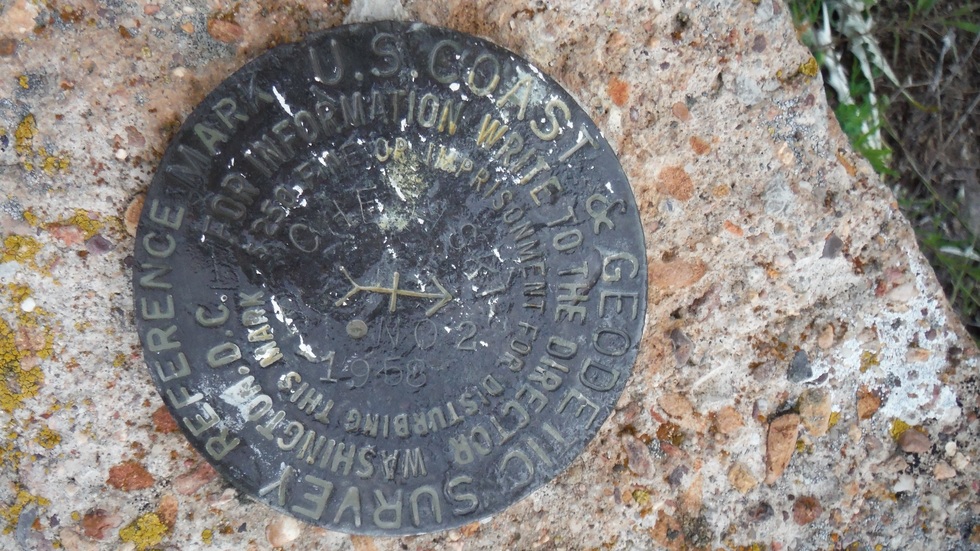 U.S. COAST & GEODETIC SURVEY
REFERENCE MARK
FOR INFORMATION WRITE TO THE DIRECTOR
WASHINGTON, D.C.
$250 FINE OR IMPRISONMENT FOR DISTURBING THIS MARK
NO 2
1958